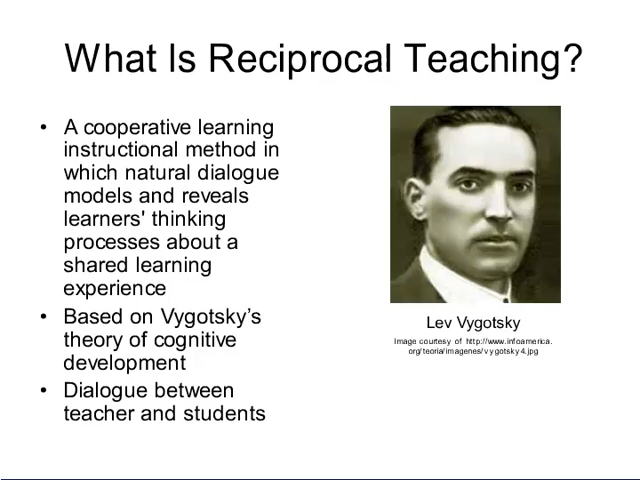 What Is Reciprocal Teaching?
• A cooperative learning
instructional method in
which natural dialogue
models and reveals
learners' thinking
processes about a
shared learning
experience
• Based on Vygotsky’s
theory of cognitive
development
• Dialogue between
teacher and students
Lev Vygotsky
Image courtesy of http://www.infoamerica.
org/teoria/imagenes/vygotsky4.jpg